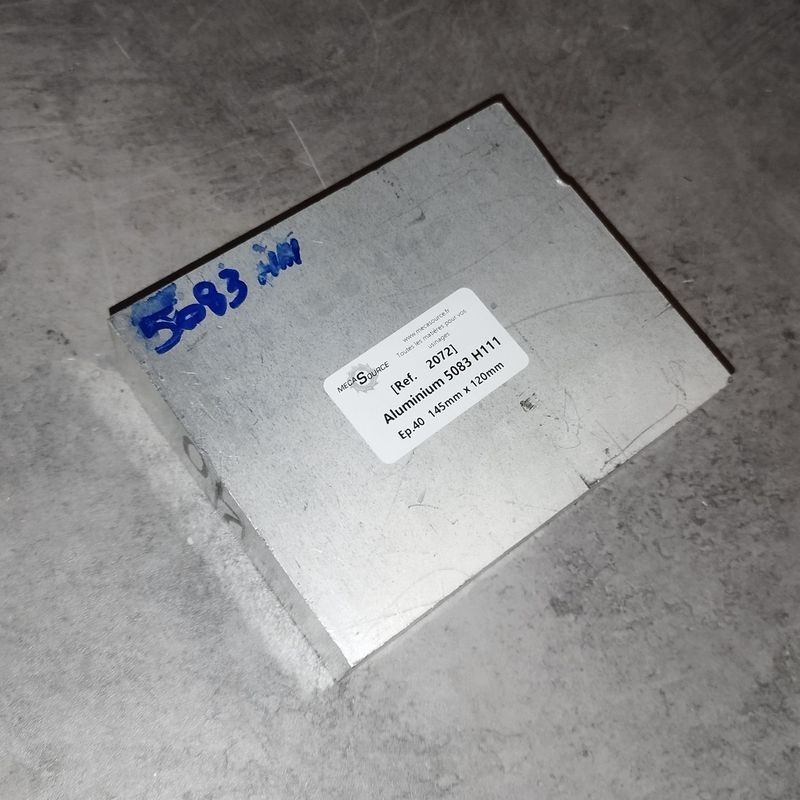 5083 H111
MECASOURCE
www.mecasource.fr
Toutes les matières pour vos
usinages
[Ref. 2072]
Aluminium 5083 H111
Ep.40 145mm x 120mm